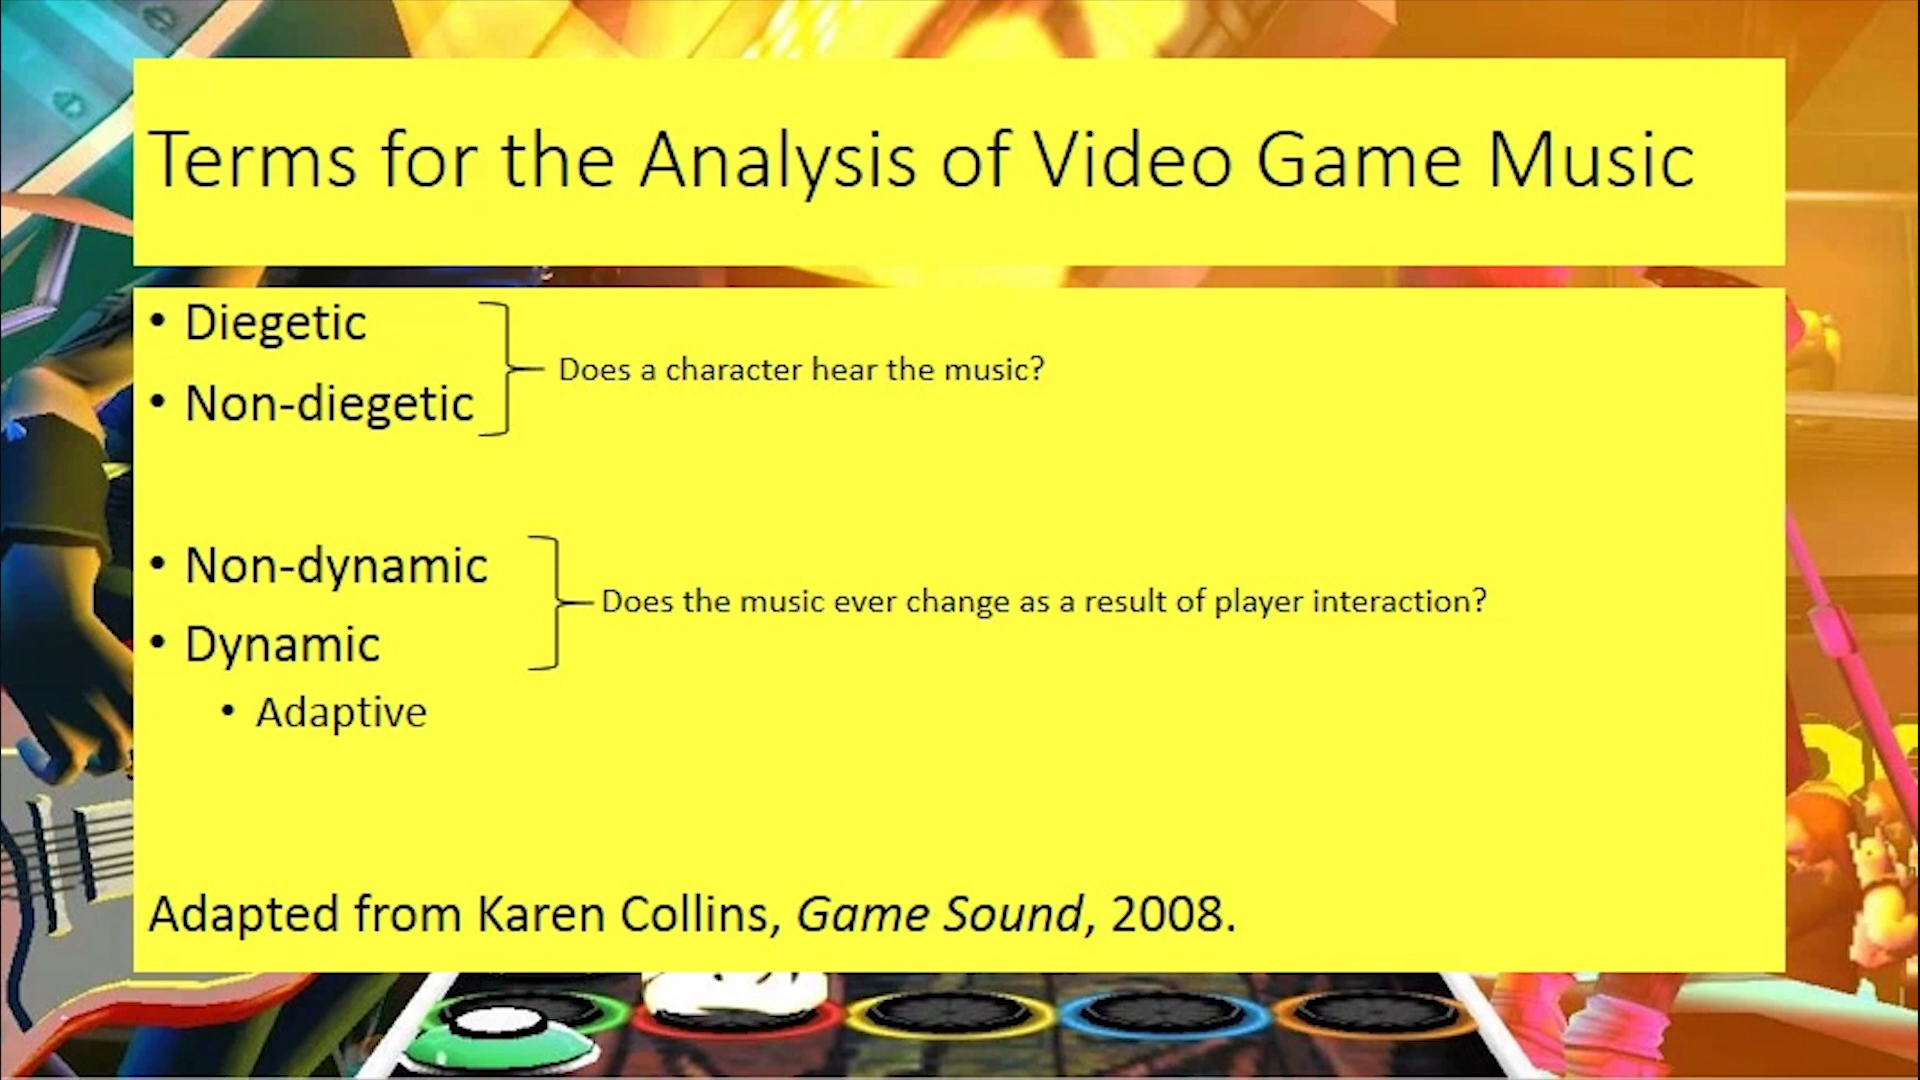 Terms for the Analysis of Video Game Music
• Diegetic
• Non-diegetic
Does a character hear the music?
• Non-dynamic
• Dynamic
Does the music ever change as a result of player interaction?
• Adaptive
Adapted from Karen Collins, Game Sound, 2008.